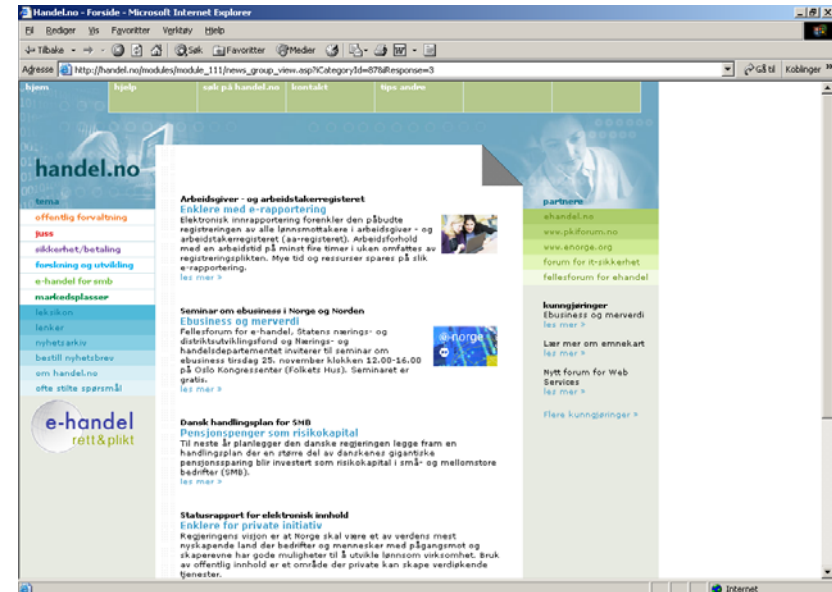 Handel.no - Forside - Microsoft Internet Explorer
Fil Rediger Vis Favoritter Verktøy Hjelp
Tilbake Søk Favoritter Medier
Adresse http://handel.no/modules/module_111/news_group_view.asp?iCategoryId=878&Response=3 Gå til Koblinger »
hjem hjelp søk på handel.no kontakt tips andre
handel.no
tema
offentlig forvaltning
juss
sikkerhet/betaling
forskning og utvikling
e-handel for smb
markedsplasser
leksikon
lenker
nyhetsarkiv
bestill nyhetsbrev
om handel.no
ofte stilte spørsmål
e-handel
rett & plikt
Arbeidsgiver - og arbeidstakerregisteret
Enklere med e-rapportering
Elektronisk innrapportering forenkler den påbudte
registreringen av alle lønnsmottakere i arbeidsgiver - og
arbeidstakerregisteret (aa-registeret). Arbeidsforhold
med en arbeidstid på minst fire timer i uken omfattes av
registreringsplikten. Mye tid og ressurser spares på slik
e-rapportering.
les mer »
Seminar om ebusiness i Norge og Norden
Ebusiness og merverdi
Fellesforum for e-handel, Statens nærings- og
distriktsutviklingsfond og Nærings- og
handelsdepartementet inviterer til seminar om
ebusiness tirsdag 25. november klokken 12.00-16.00
på Oslo Kongressenter (Folkets Hus). Seminaret er
gratis.
les mer »
e-norge
Dansk handlingsplan for SMB
Pensjonspenger som risikokapital
Til neste år planlegger den danske regjeringen legge fram en
handlingsplan der en større del av danskenes gigantiske
pensjonssparing blir investert som risikokapital i små- og mellomstore
bedrifter (SMB).
les mer »
Statusrapport for elektronisk innhold
Enklere for private initiativ
Regjeringens visjon er at Norge skal være et av verdens mest
nyskapende land der bedrifter og mennesker med pågangsmot og
skaperevne har gode muligheter til å utvikle lønnsom virksomhet. Bruk
av offentlig innhold er et område der private kan skape verdiøkende
tjenester.
partnere
ehandel.no
www.pkiforum.no
www.enorge.org
forum for it-sikkerhet
fellesforum for ehandel
kunngjøringer
Ebusiness og merverdi
les mer »
Lær mer om emnekart
les mer »
Nytt forum for Web
Services
les mer »
Flere kunngjøringer »
Internet